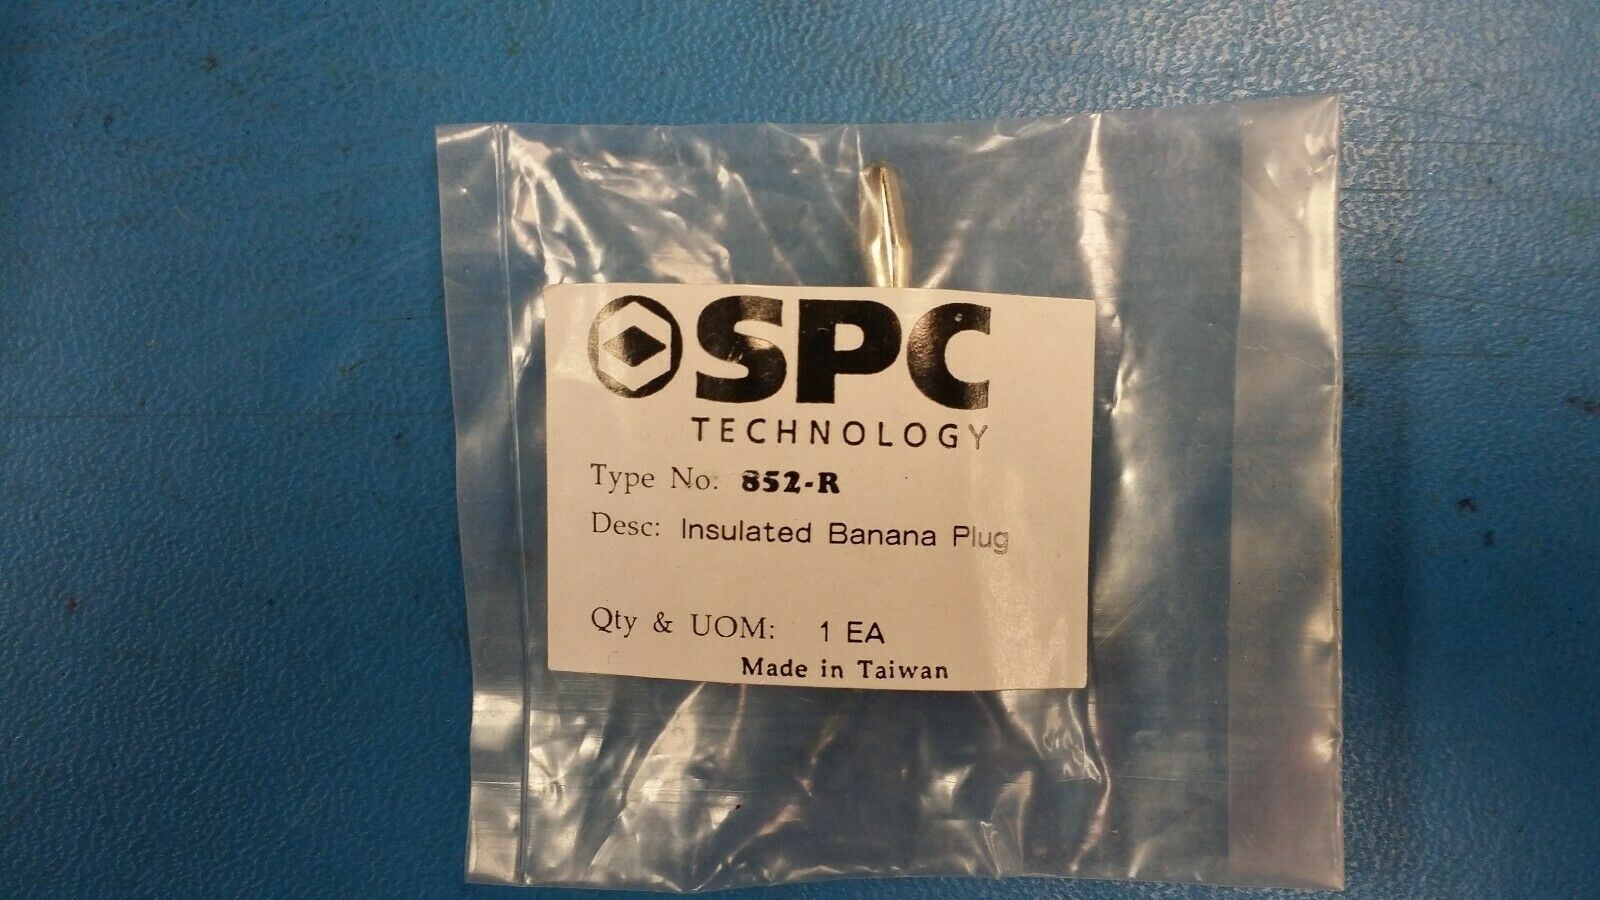 SPC
TECHNOLOGY
Type No: 852-R
Desc: Insulated Banana Plug
Qty & UOM: 1 EA
Made in Taiwan